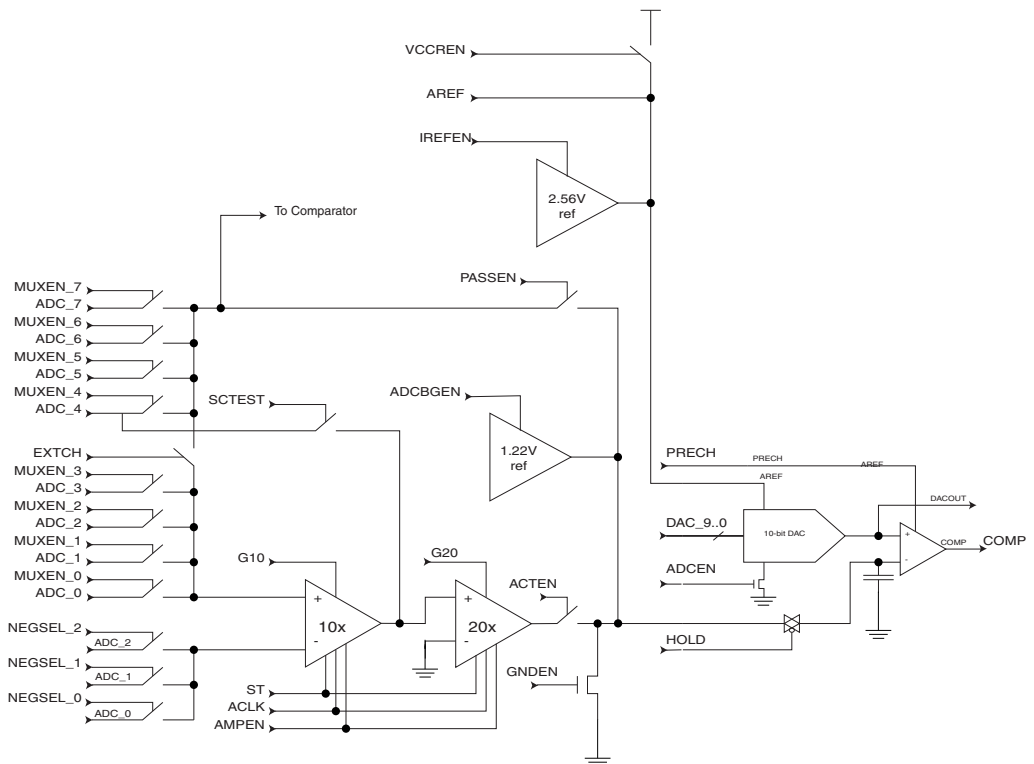 VCCREN
AREF
IREFEN
2.56V
ref
To Comparator
PASSEN
MUXEN_7
ADC_7
MUXEN_6
ADC_6
MUXEN_5
ADC_5
MUXEN_4
ADC_4
SCTEST
ADCBGEN
1.22V
ref
EXTCH
MUXEN_3
ADC_3
MUXEN_2
ADC_2
MUXEN_1
ADC_1
MUXEN_0
ADC_0
PRECH
PRECH
AREF
AREF
DACOUT
DAC_9..0
10-bit DAC
+
-
COMP
COMP
ADCEN
G10
G20
ACTEN
+
10x
-
+
20x
-
HOLD
NEGSEL_2
ADC_2
NEGSEL_1
ADC_1
NEGSEL_0
ADC_0
GNDEN
ST
ACLK
AMPEN